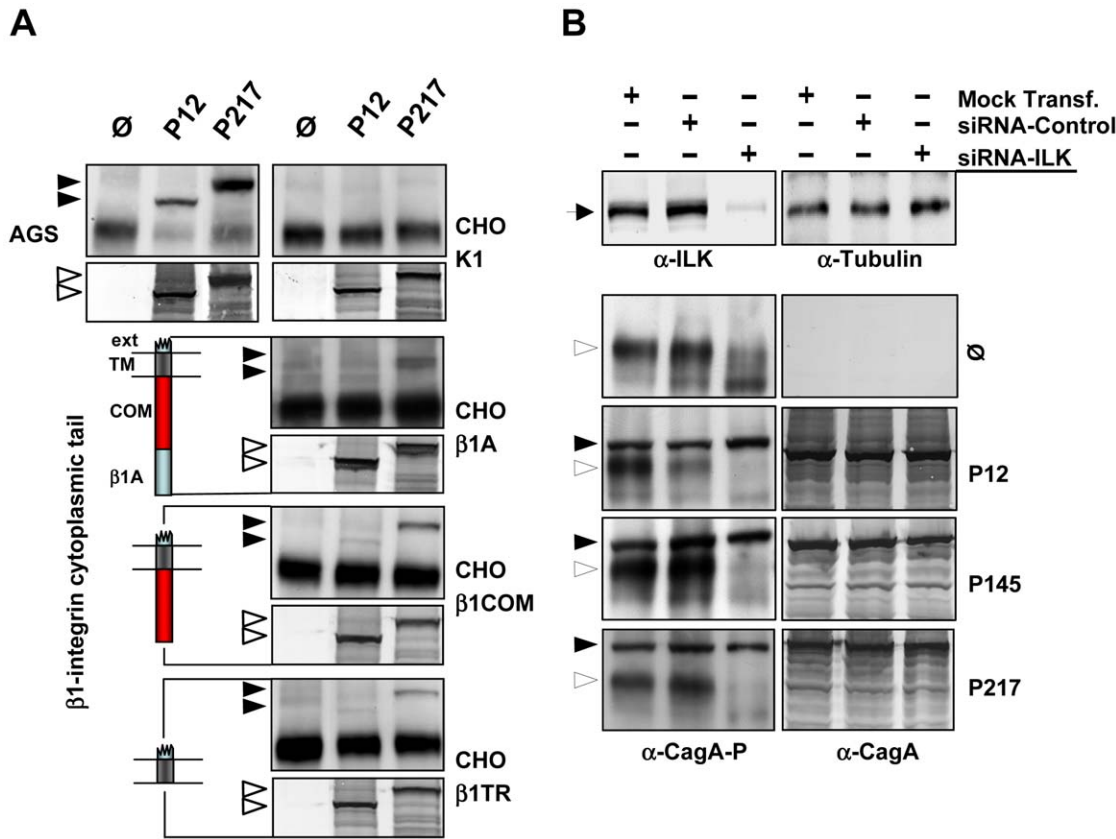 A
Ø P12 P217 Ø P12 P217
AGS
CHO
K1
ext
TM
COM
β1A
β1-integrin cytoplasmic tail
CHO
β1A
CHO
β1COM
CHO
β1TR
B
+ – – + – – Mock Transf.
– + – – + – siRNA-Control
– – + – – + siRNA-ILK
α-ILK α-Tubulin
Ø
P12
P145
P217
α-CagA-P α-CagA